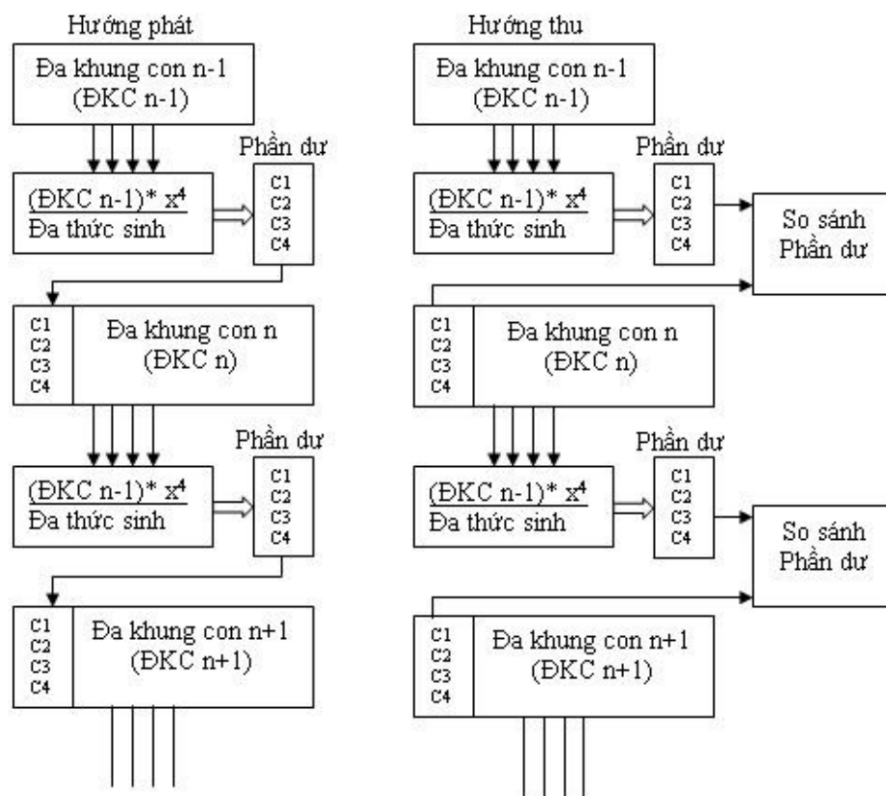 Hướng phát
Đa khung con n-1
(ĐKC n-1)
Phần dư
(ĐKC n-1)* x⁴
Đa thức sinh
C1
C2
C3
C4
C1
C2
C3
C4
Đa khung con n
(ĐKC n)
Phần dư
(ĐKC n-1)* x⁴
Đa thức sinh
C1
C2
C3
C4
C1
C2
C3
C4
Đa khung con n+1
(ĐKC n+1)
Hướng thu
Đa khung con n-1
(ĐKC n-1)
Phần dư
(ĐKC n-1)* x⁴
Đa thức sinh
C1
C2
C3
C4
So sánh
Phần dư
C1
C2
C3
C4
Đa khung con n
(ĐKC n)
Phần dư
(ĐKC n-1)* x⁴
Đa thức sinh
C1
C2
C3
C4
So sánh
Phần dư
C1
C2
C3
C4
Đa khung con n+1
(ĐKC n+1)